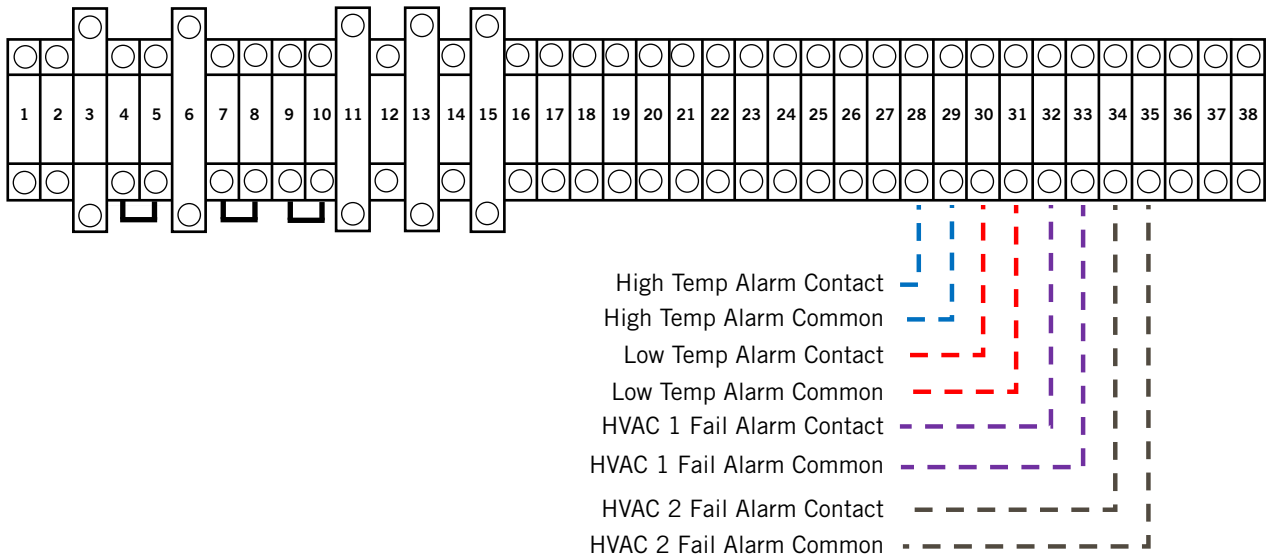 1 2 3 4 5 6 7 8 9 10 11 12 13 14 15 16 17 18 19 20 21 22 23 24 25 26 27 28 29 30 31 32 33 34 35 36 37 38
High Temp Alarm Contact
High Temp Alarm Common
Low Temp Alarm Contact
Low Temp Alarm Common
HVAC 1 Fail Alarm Contact
HVAC 1 Fail Alarm Common
HVAC 2 Fail Alarm Contact
HVAC 2 Fail Alarm Common